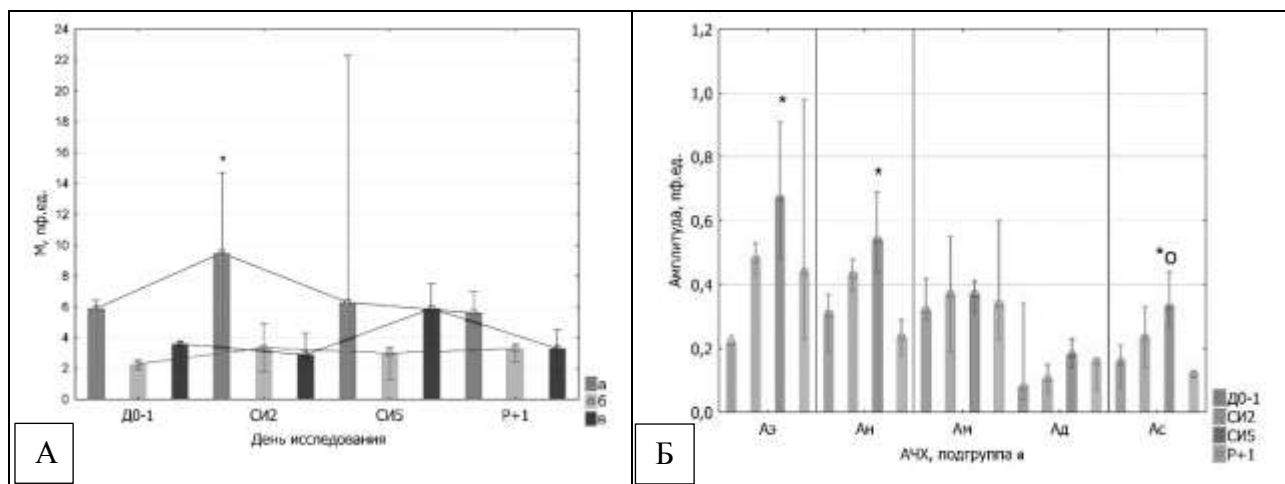 24
22
20
18
16
14
12
10
8
6
4
2
0
М, пф.ед.
*
Д0-1
СИ2
СИ5
Р+1
День исследования
а
б
в
А
1,2
1,0
0,8
0,6
0,4
0,2
0,0
Амплитуда, пф.ед.
*
*
*о
Аэ
Ан
Ам
Ад
Ас
АЧХ, подгруппа а
Д0-1
СИ2
СИ5
Р+1
Б